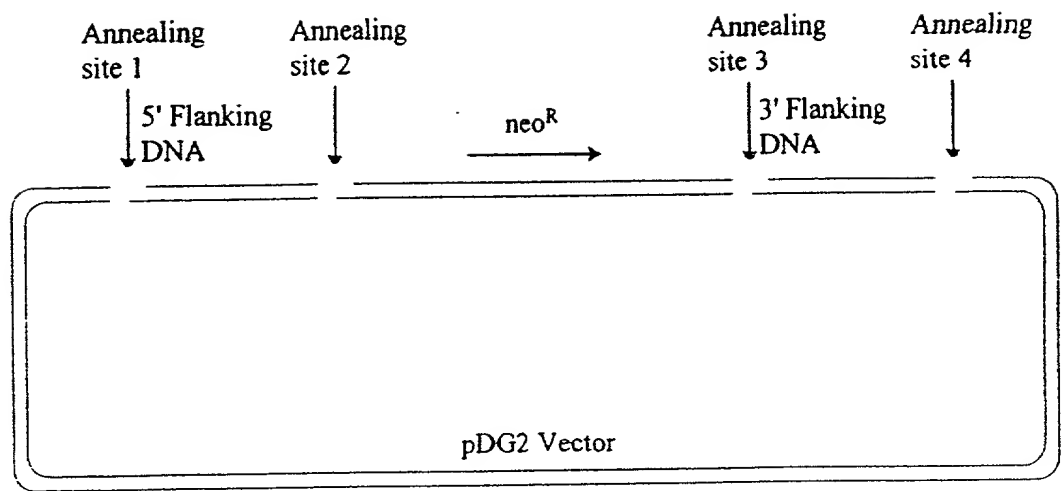 Annealing
site 1
Annealing
site 2
Annealing
site 3
Annealing
site 4
5' Flanking
DNA
neoR
3' Flanking
DNA
pDG2 Vector